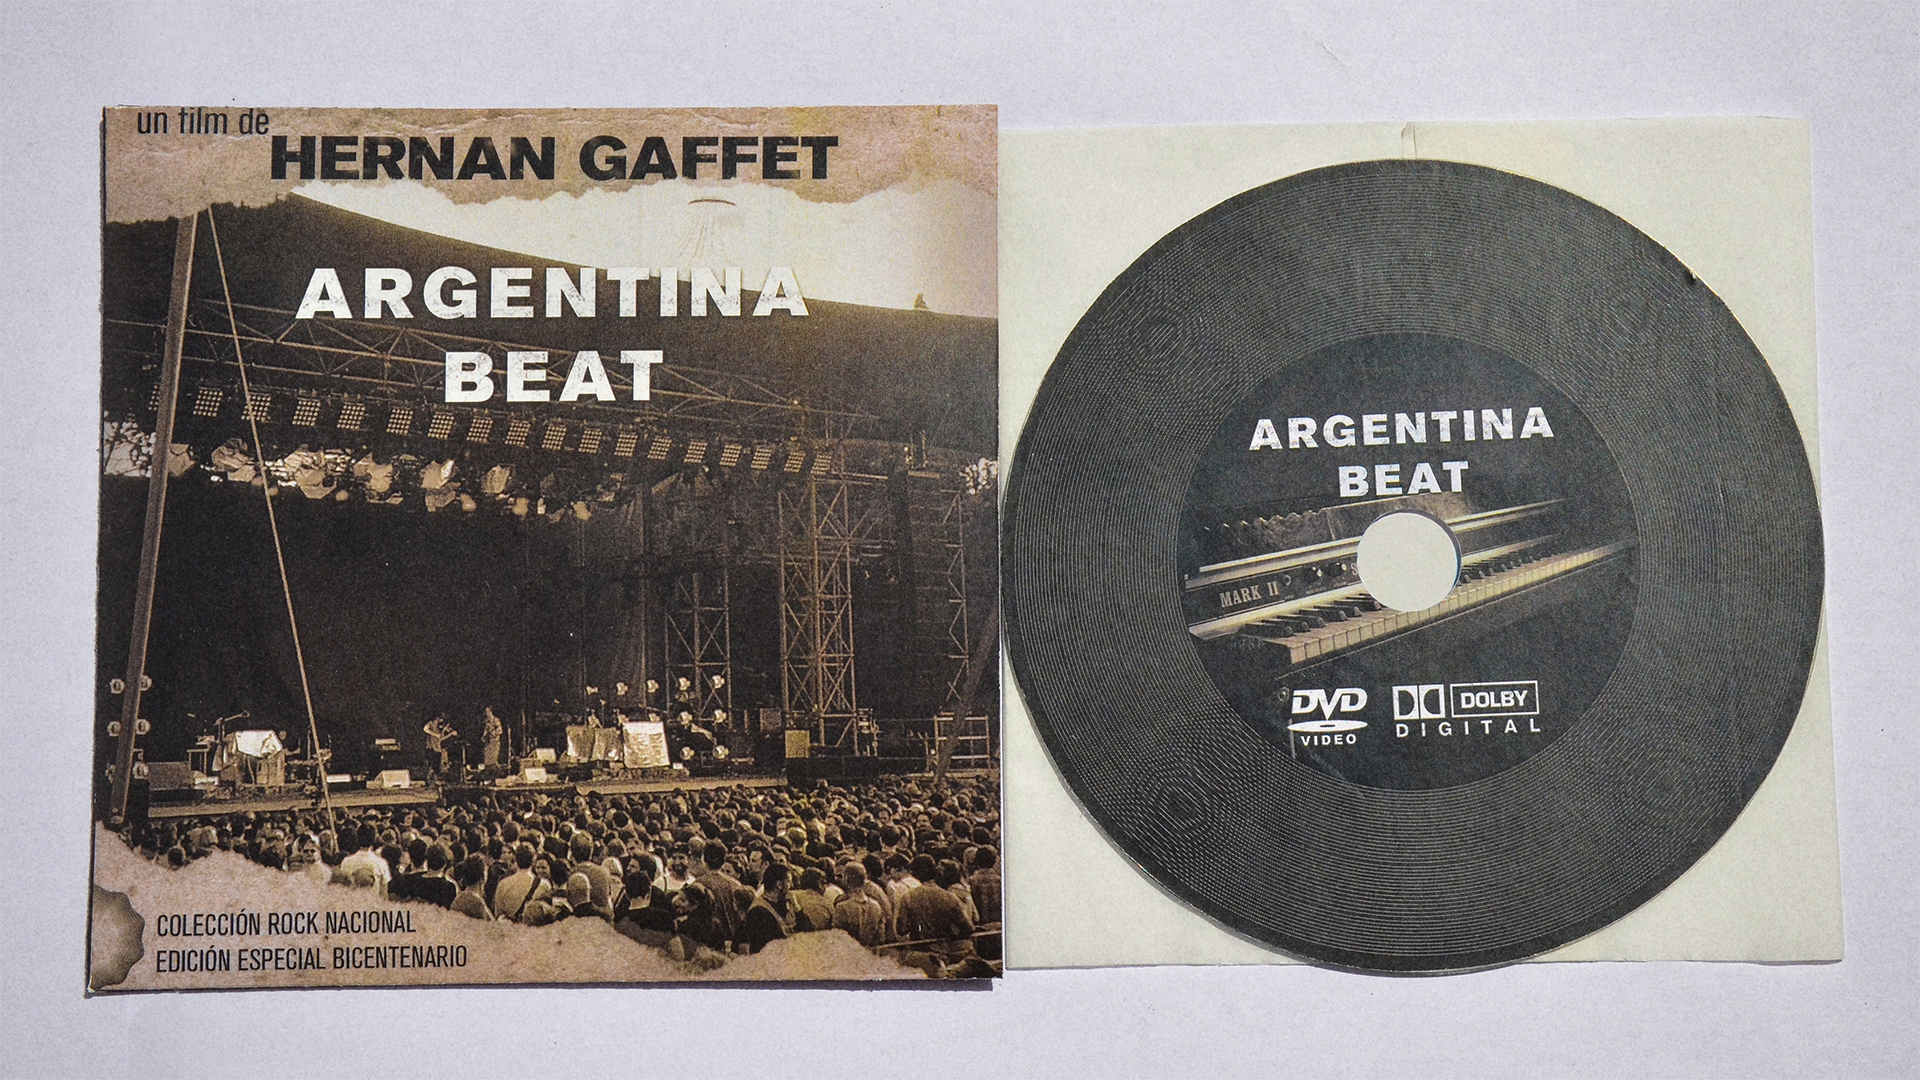 un film de
HERNAN GAFFET
ARGENTINA
BEAT
COLECCIÓN ROCK NACIONAL
EDICIÓN ESPECIAL BICENTENARIO
ARGENTINA
BEAT
MARK II
DVD
VIDEO
DOLBY
DIGITAL